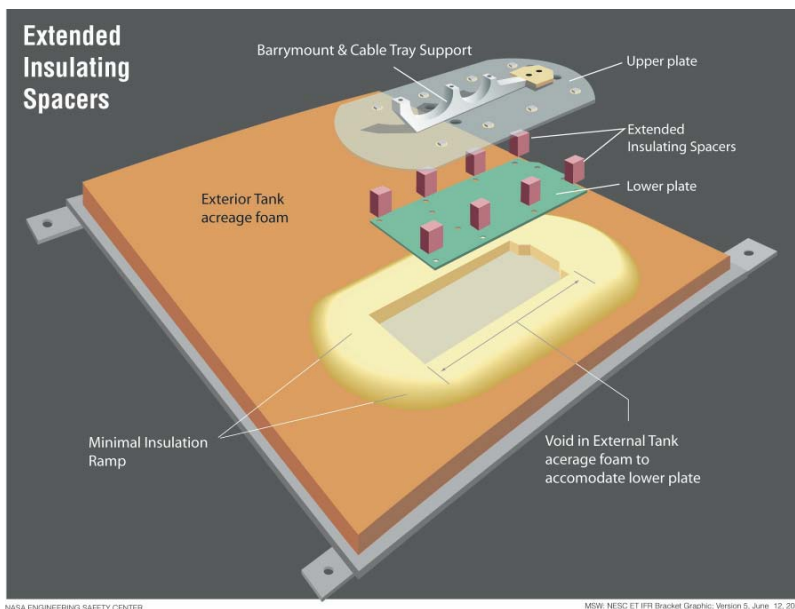 Extended
Insulating
Spacers
Barrymount & Cable Tray Support
Upper plate
Extended
Insulating Spacers
Lower plate
Exterior Tank
acreage foam
Minimal Insulation
Ramp
Void in External Tank
acerage foam to
accomodate lower plate
NASA ENGINEERING SAFETY CENTER
MSW: NESC ET IFR Bracket Graphic: Version 5, June 12, 20